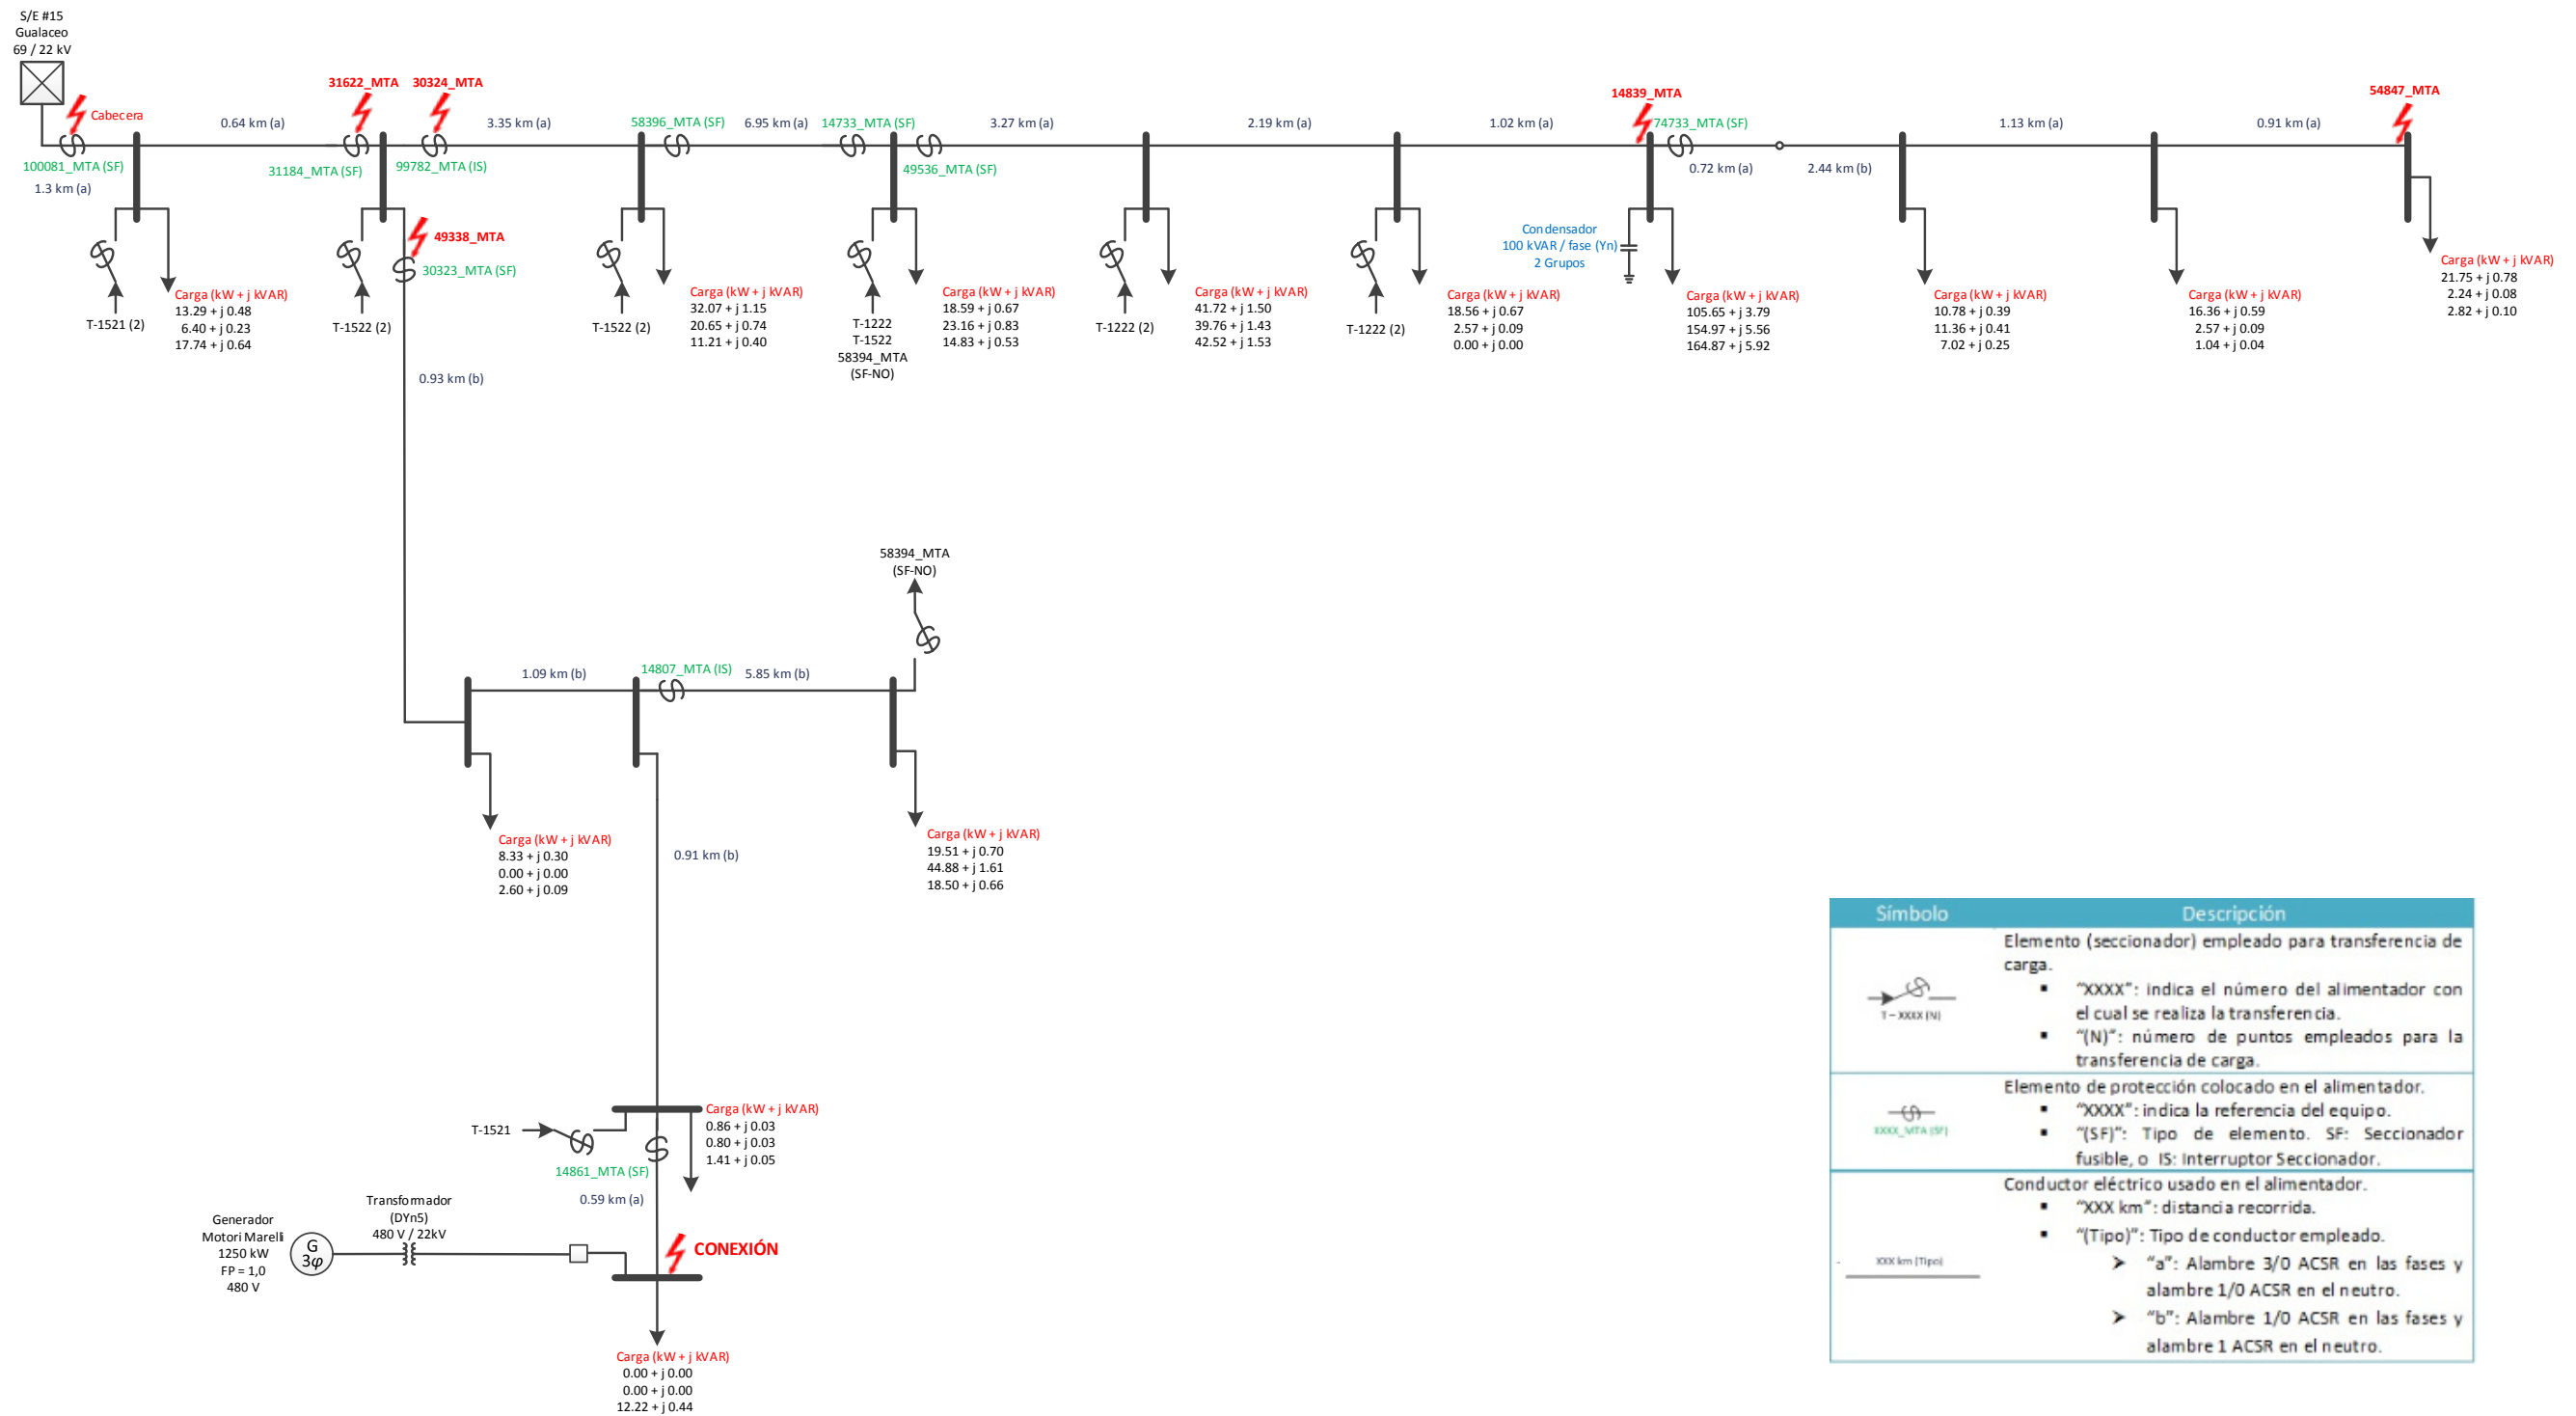 S/E #15
Gualaceo
69 / 22 kV
Cabecera
31622_MTA
30324_MTA
14839_MTA
54847_MTA
0.64 km (a)
3.35 km (a)
58396_MTA (SF)
6.95 km (a)
14733_MTA (SF)
3.27 km (a)
2.19 km (a)
1.02 km (a)
74733_MTA (SF)
1.13 km (a)
0.91 km (a)
100081_MTA (SF)
1.3 km (a)
31184_MTA (SF)
99782_MTA (IS)
49536_MTA (SF)
0.72 km (a)
2.44 km (b)
49338_MTA
30323_MTA (SF)
Condensador
100 kVAR / fase (Yn)
2 Grupos
T-1521 (2)
Carga (kW + j kVAR)
13.29 + j 0.48
6.40 + j 0.23
17.74 + j 0.64
T-1522 (2)
T-1522 (2)
Carga (kW + j kVAR)
32.07 + j 1.15
20.65 + j 0.74
11.21 + j 0.40
T-1222
T-1522
58394_MTA
(SF-NO)
Carga (kW + j kVAR)
18.59 + j 0.67
23.16 + j 0.83
14.83 + j 0.53
T-1222 (2)
Carga (kW + j kVAR)
41.72 + j 1.50
39.76 + j 1.43
42.52 + j 1.53
T-1222 (2)
Carga (kW + j kVAR)
18.56 + j 0.67
2.57 + j 0.09
0.00 + j 0.00
Carga (kW + j kVAR)
105.65 + j 3.79
154.97 + j 5.56
164.87 + j 5.92
Carga (kW + j kVAR)
10.78 + j 0.39
11.36 + j 0.41
7.02 + j 0.25
Carga (kW + j kVAR)
16.36 + j 0.59
2.57 + j 0.09
1.04 + j 0.04
Carga (kW + j kVAR)
21.75 + j 0.78
2.24 + j 0.08
2.82 + j 0.10
0.93 km (b)
58394_MTA
(SF-NO)
1.09 km (b)
14807_MTA (IS)
5.85 km (b)
Carga (kW + j kVAR)
8.33 + j 0.30
0.00 + j 0.00
2.60 + j 0.09
Carga (kW + j kVAR)
19.51 + j 0.70
44.88 + j 1.61
18.50 + j 0.66
0.91 km (b)
T-1521
Carga (kW + j kVAR)
0.86 + j 0.03
0.80 + j 0.03
1.41 + j 0.05
14861_MTA (SF)
0.59 km (a)
Transformador
(DYn5)
480 V / 22kV
Generador
Motori Marelli
1250 kW
FP = 1,0
480 V
G
3φ
CONEXIÓN
Carga (kW + j kVAR)
0.00 + j 0.00
0.00 + j 0.00
12.22 + j 0.44
Símbolo Descripción
Elemento (seccionador) empleado para transferencia de
carga.
▪ "XXXX": indica el número del alimentador con
el cual se realiza la transferencia.
▪ "(N)": número de puntos empleados para la
transferencia de carga.
T – XXXX (N)
Elemento de protección colocado en el alimentador.
▪ "XXXX": indica la referencia del equipo.
▪ "(SF)": Tipo de elemento. SF: Seccionador
fusible, o IS: Interruptor Seccionador.
XXXX_MTA (SF)
Conductor eléctrico usado en el alimentador.
▪ "XXX km": distancia recorrida.
▪ "(Tipo)": Tipo de conductor empleado.
➤ "a": Alambre 3/0 ACSR en las fases y
alambre 1/0 ACSR en el neutro.
➤ "b": Alambre 1/0 ACSR en las fases y
alambre 1 ACSR en el neutro.
XXX km (Tipo)